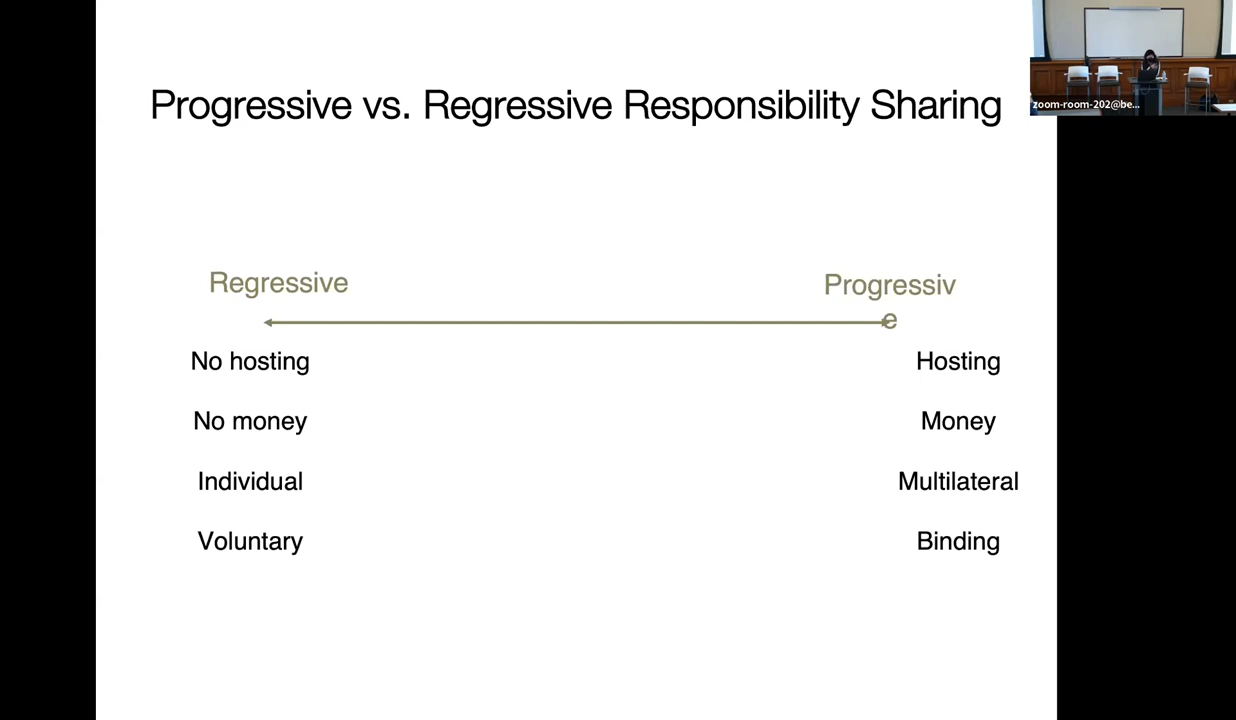 Progressive vs. Regressive Responsibility Sharing
zoom-room-202@be...
Regressive
Progressiv
e
No hosting
Hosting
No money
Money
Individual
Multilateral
Voluntary
Binding